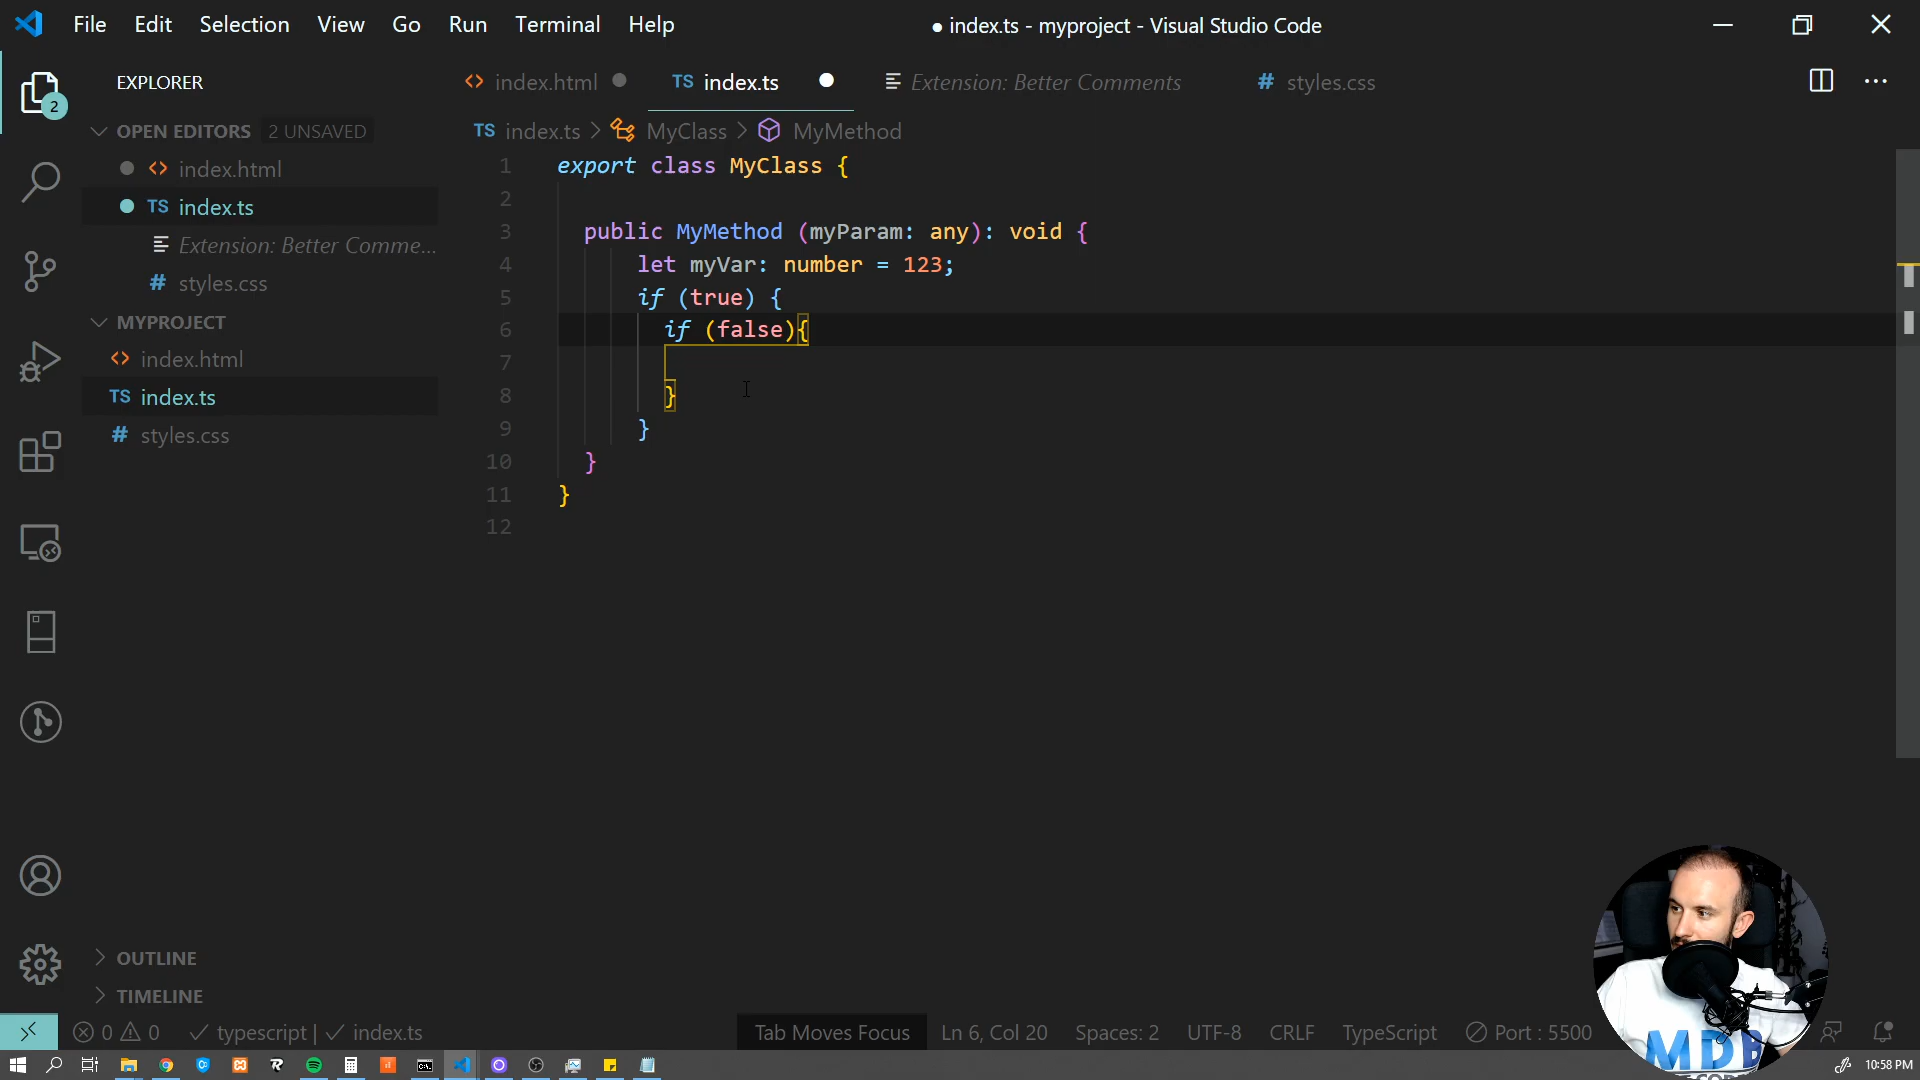 File Edit Selection View Go Run Terminal Help
● index.ts - myproject - Visual Studio Code
2
EXPLORER
OPEN EDITORS 2 UNSAVED
index.html
TS index.ts
Extension: Better Comme...
# styles.css
MYPROJECT
index.html
TS index.ts
# styles.css
OUTLINE
TIMELINE
index.html
TS index.ts
Extension: Better Comments
# styles.css
TS index.ts > MyClass > MyMethod
1 export class MyClass {
2
3 public MyMethod (myParam: any): void {
4 let myVar: number = 123;
5 if (true) {
6 if (false){
7
8 }
9 }
10 }
11 }
12
0 0 typescript | index.ts
Tab Moves Focus Ln 6, Col 20 Spaces: 2 UTF-8 CRLF TypeScript Port : 5500
10:58 PM